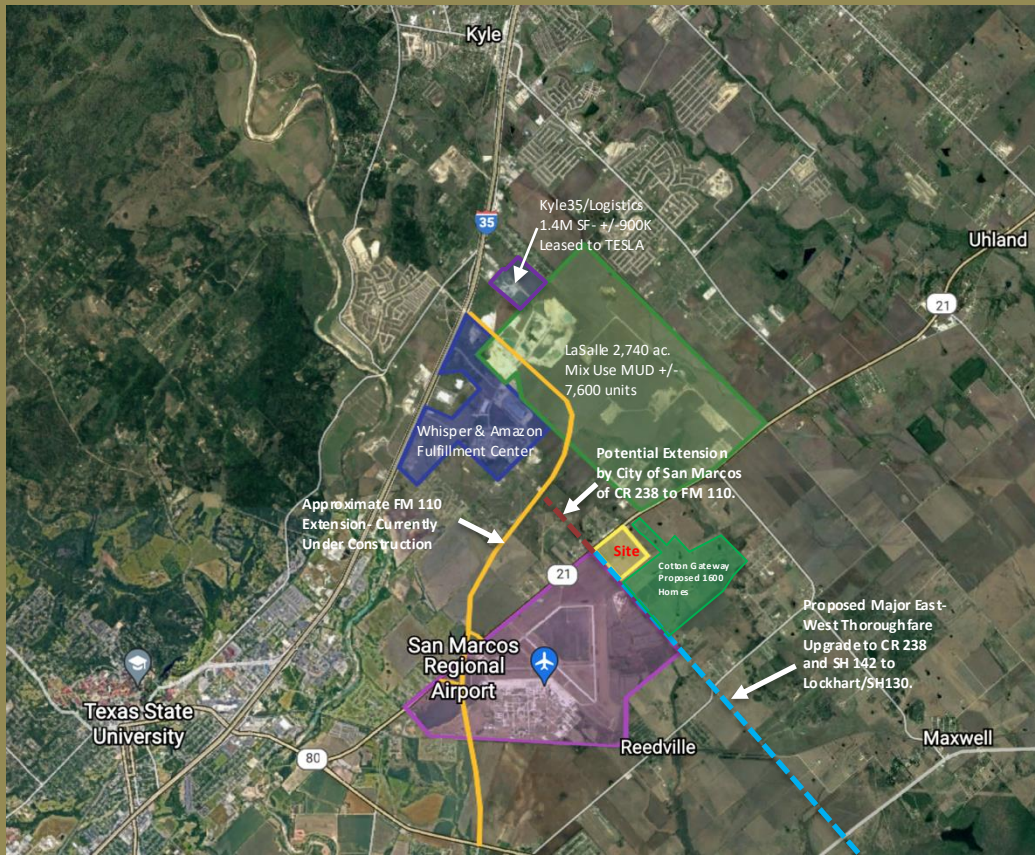 Kyle
Kyle35/Logistics
1.4M SF- +/-900K
Leased to TESLA
35
Uhland
21
LaSalle 2,740 ac.
Mix Use MUD +/-
7,600 units
Whisper & Amazon
Fulfillment Center
Potential Extension
by City of San Marcos
of CR 238 to FM 110.
Approximate FM 110
Extension- Currently
Under Construction
Site
Cotton Gateway
Proposed 1600
Homes
21
Proposed Major East-
West Thoroughfare
Upgrade to CR 238
and SH 142 to
Lockhart/SH130.
San Marcos
Regional
Airport
Texas State
University
Reedville
Maxwell
80